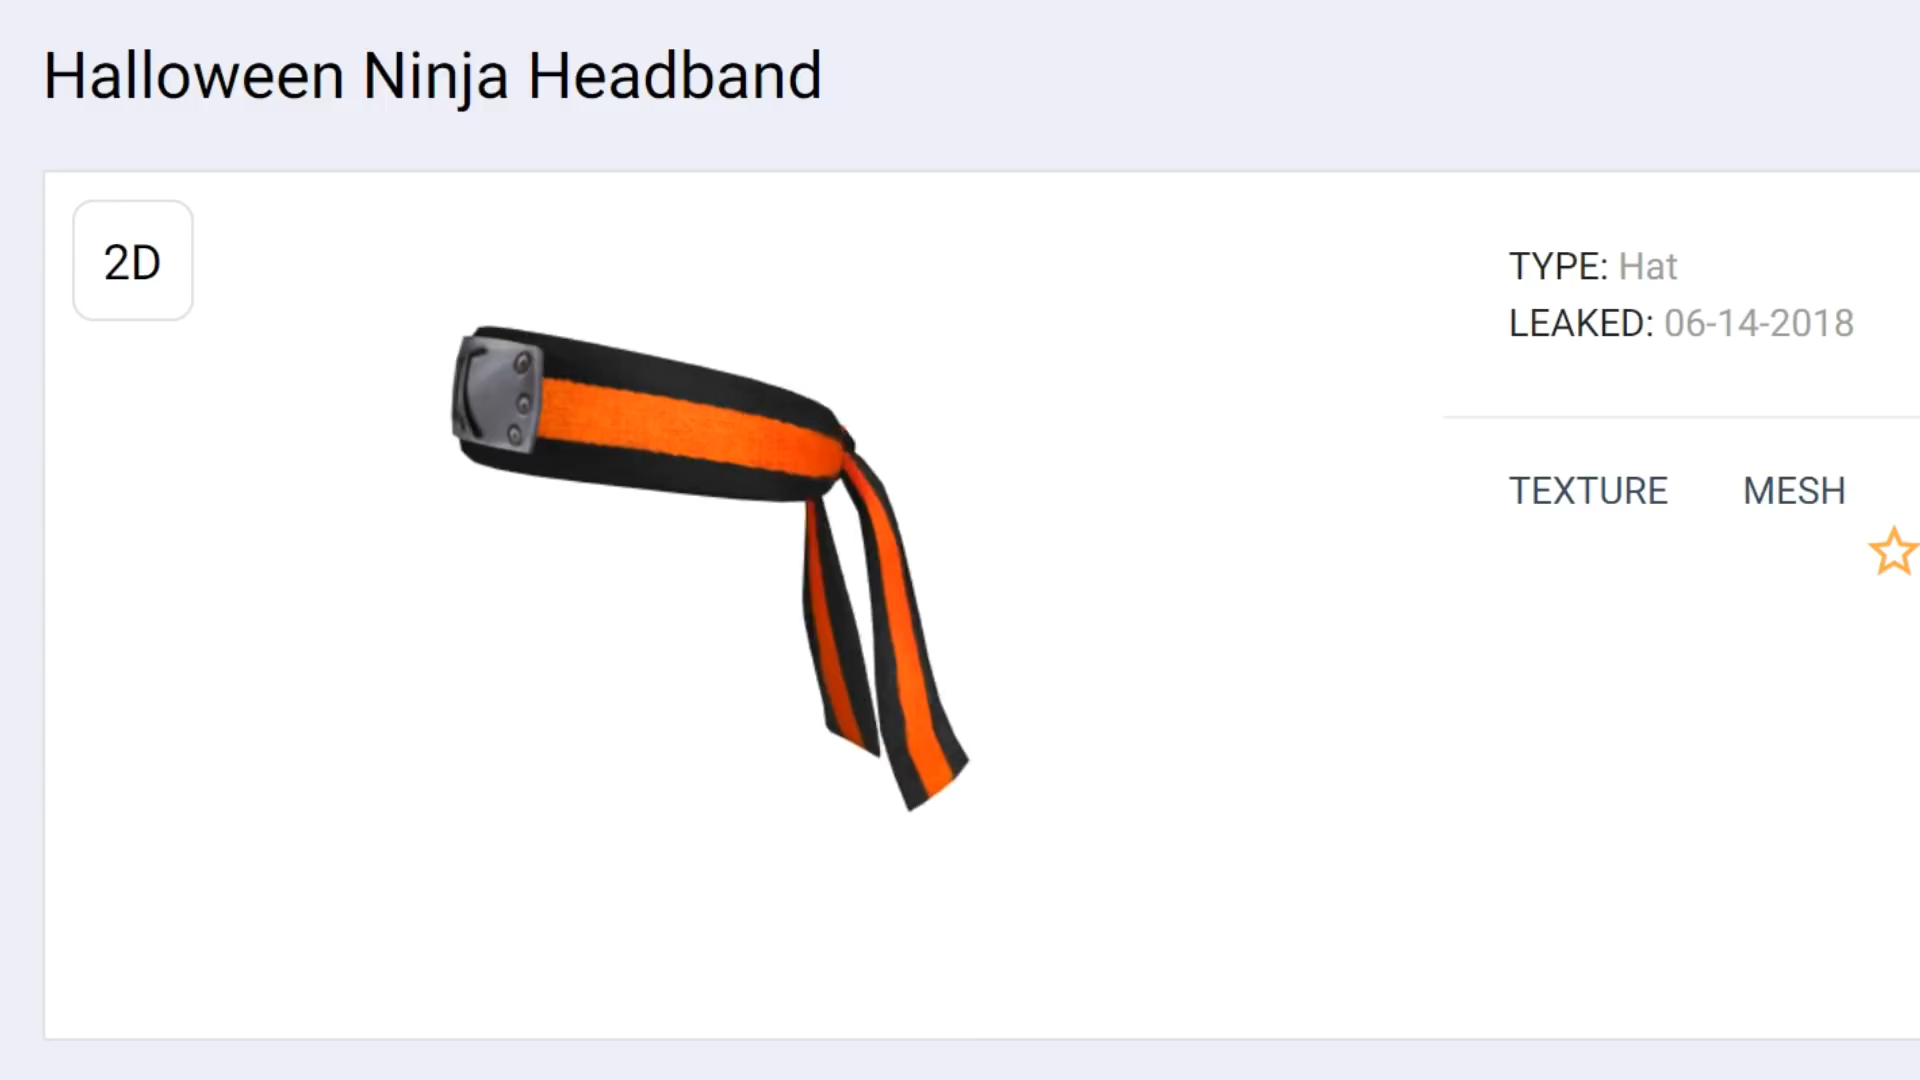 Halloween Ninja Headband
2D
TYPE: Hat
LEAKED: 06-14-2018
TEXTURE MESH